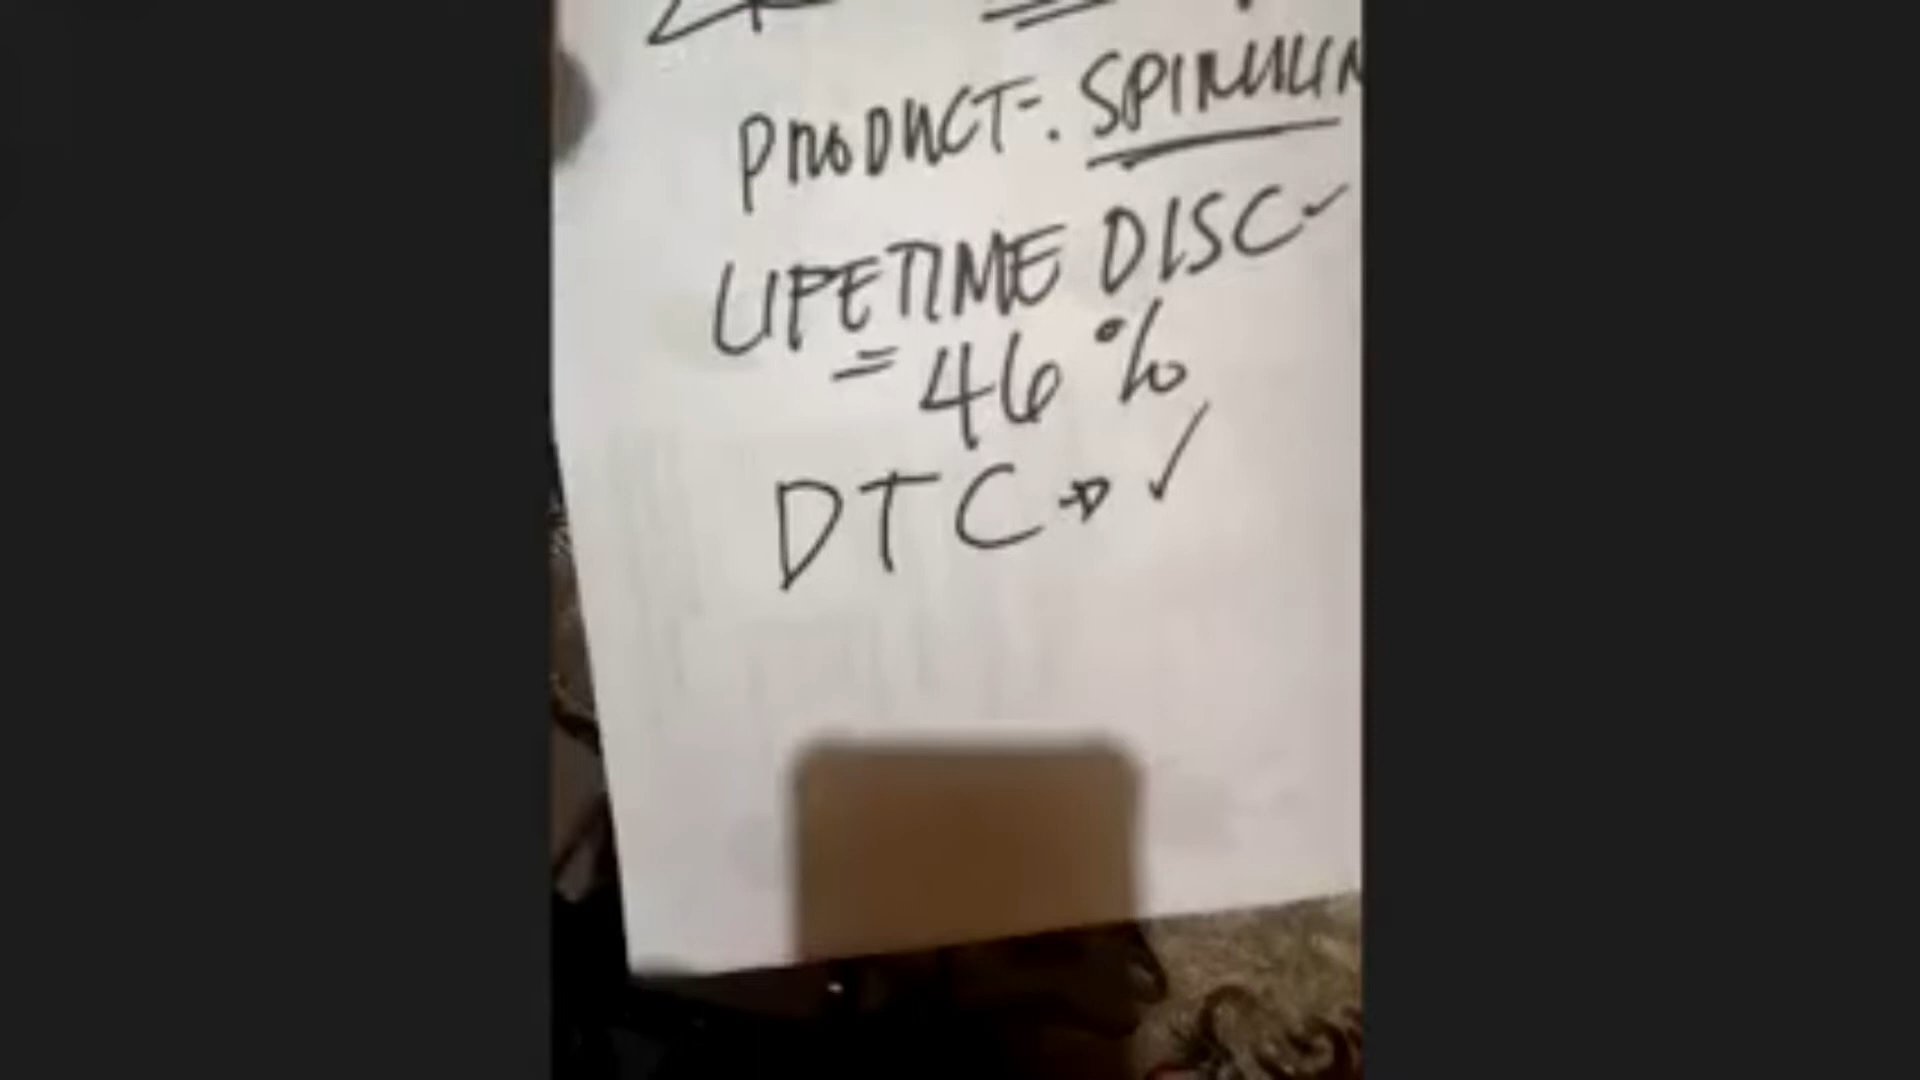 PRODUCT-. SPIRULIN
LIFETIME DISC-
= 46 %
DTC → ✓